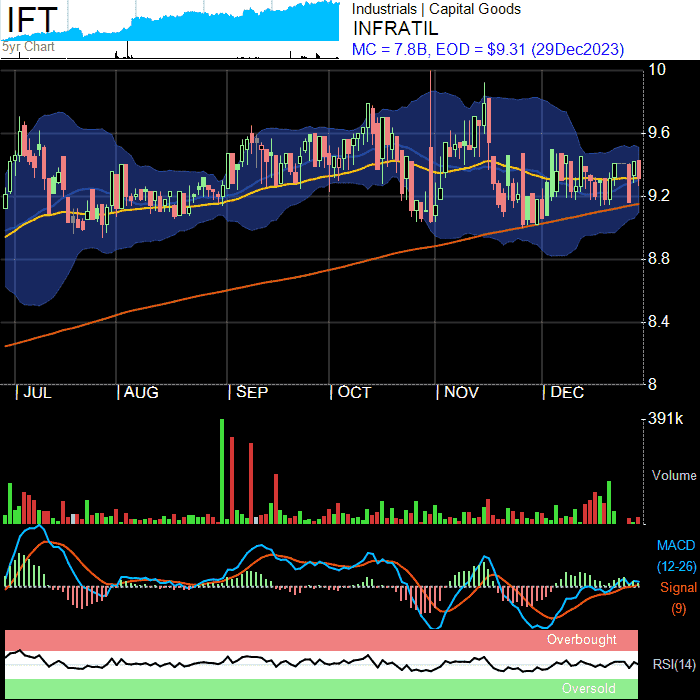 IFT
5yr Chart
Industrials | Capital Goods
INFRATIL
MC = 7.8B, EOD = $9.31 (29Dec2023)
10
9.6
9.2
8.8
8.4
8
| JUL | AUG | SEP | OCT | NOV | DEC
391k
Volume
MACD
(12-26)
Signal
(9)
Overbought
RSI(14)
Oversold